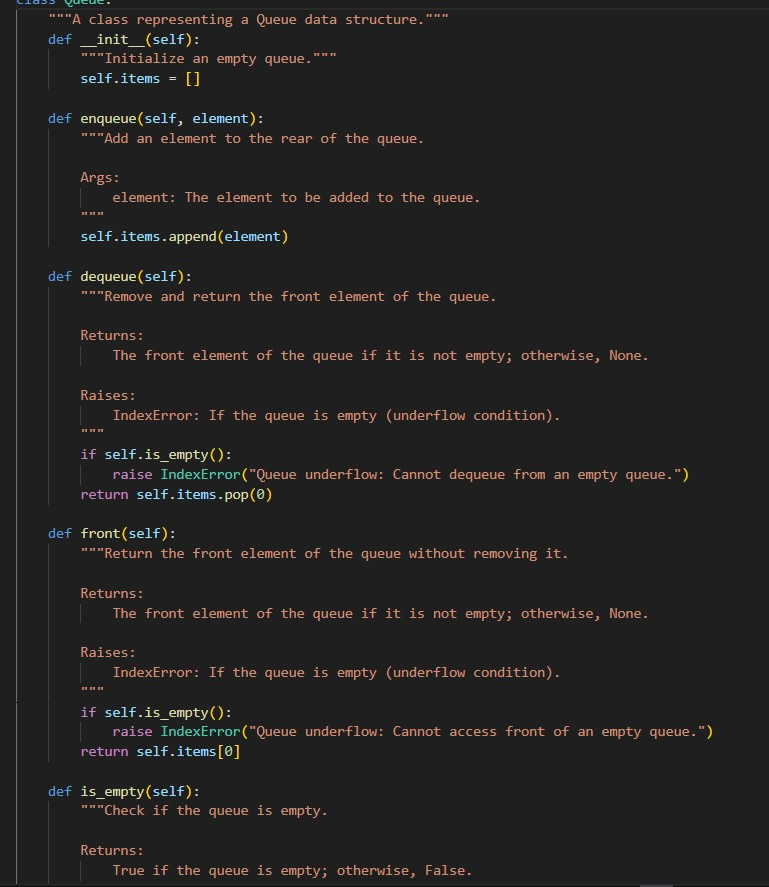 class Queue:
    """A class representing a Queue data structure."""
    def __init__(self):
        """Initialize an empty queue."""
        self.items = []

    def enqueue(self, element):
        """Add an element to the rear of the queue.

        Args:
            element: The element to be added to the queue.
        """
        self.items.append(element)

    def dequeue(self):
        """Remove and return the front element of the queue.

        Returns:
            The front element of the queue if it is not empty; otherwise, None.

        Raises:
            IndexError: If the queue is empty (underflow condition).
        """
        if self.is_empty():
            raise IndexError("Queue underflow: Cannot dequeue from an empty queue.")
        return self.items.pop(0)

    def front(self):
        """Return the front element of the queue without removing it.

        Returns:
            The front element of the queue if it is not empty; otherwise, None.

        Raises:
            IndexError: If the queue is empty (underflow condition).
        """
        if self.is_empty():
            raise IndexError("Queue underflow: Cannot access front of an empty queue.")
        return self.items[0]

    def is_empty(self):
        """Check if the queue is empty.

        Returns:
            True if the queue is empty; otherwise, False.